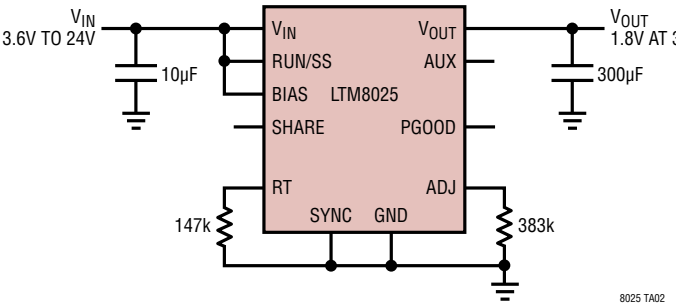 VIN
3.6V TO 24V
10µF
VIN
RUN/SS
BIAS
SHARE
RT
LTM8025
VOUT
AUX
PGOOD
ADJ
SYNC
GND
VOUT
1.8V AT
300µF
147k
383k
8025 TA02